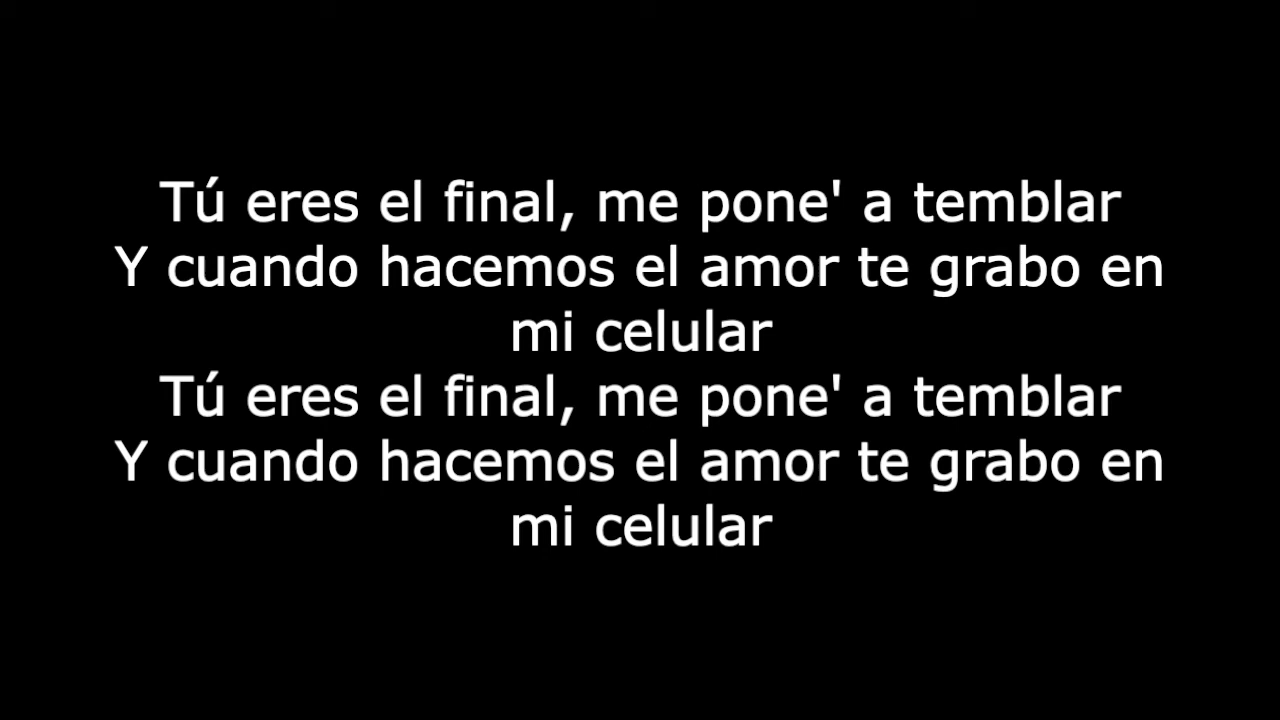 Tú eres el final, me pone' a temblar
Y cuando hacemos el amor te grabo en
mi celular
Tú eres el final, me pone' a temblar
Y cuando hacemos el amor te grabo en
mi celular